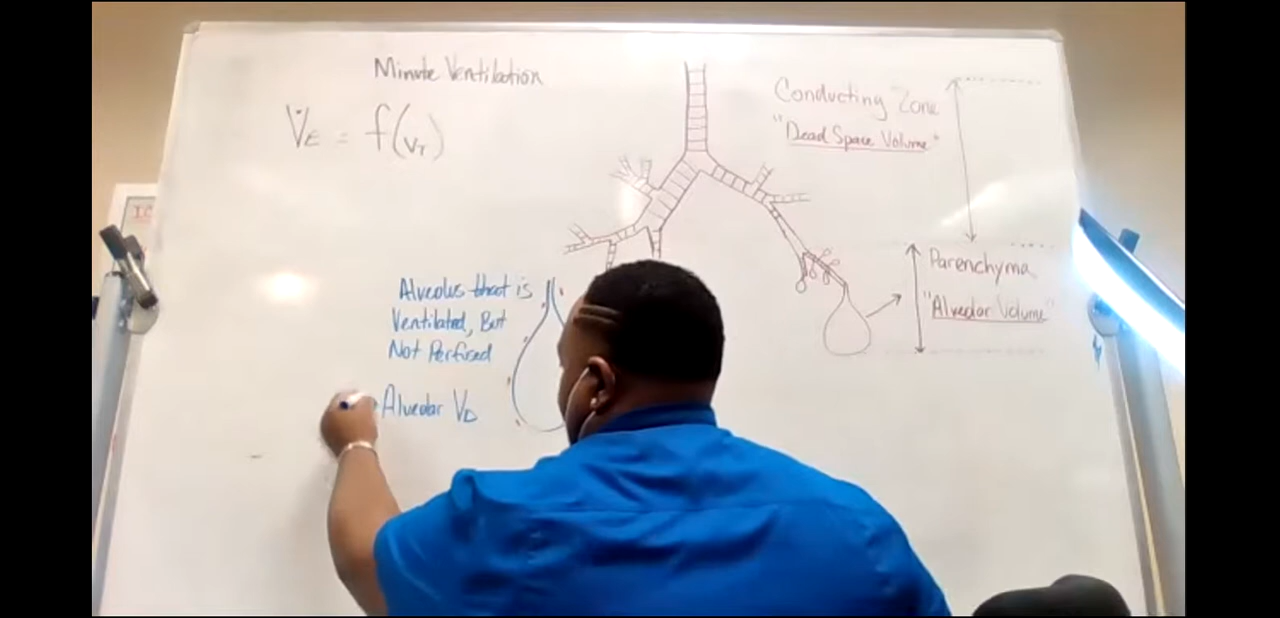 Minute Ventilation
V̇E = f(VT)
Conducting Zone
"Dead Space Volume"
Parenchyma
"Alveolar Volume"
Alveolus that is
Ventilated, But
Not Perfused
Alveolar VD
IC